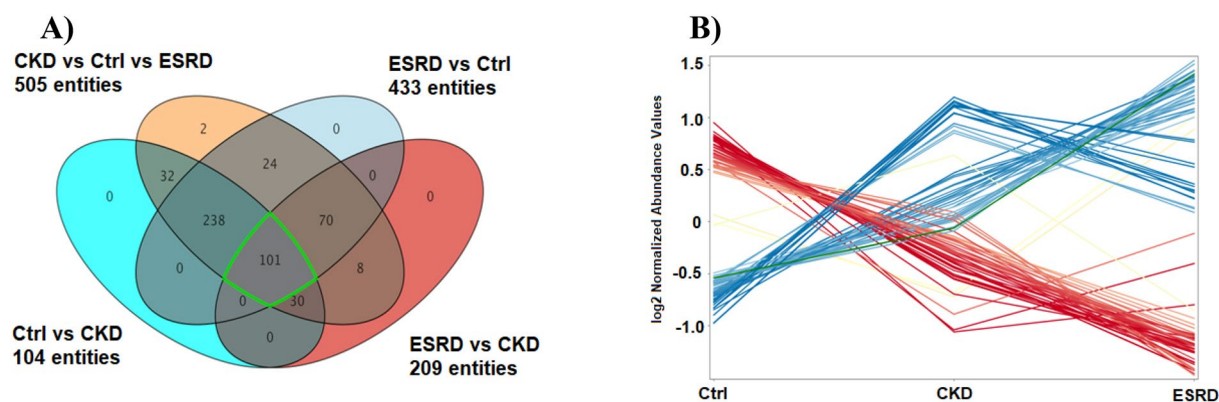 A)
CKD vs Ctrl vs ESRD
505 entities
ESRD vs Ctrl
433 entities
2
0
32
24
0
0
0
238
70
101
0
8
0
30
0
Ctrl vs CKD
104 entities
ESRD vs CKD
209 entities
B)
log2 Normalized Abundance Values
1.5
1.0
0.5
0
-0.5
-1.0
Ctrl
CKD
ESRD